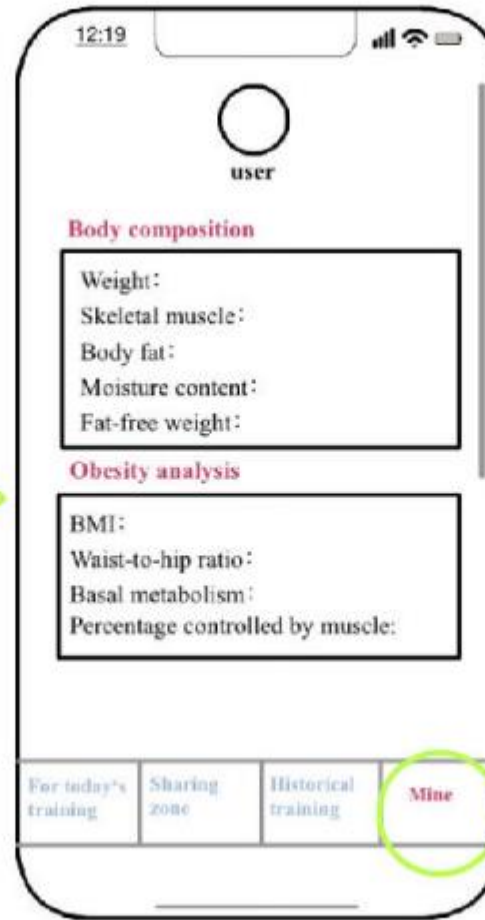 12:19
user
Body composition
Weight:
Skeletal muscle:
Body fat:
Moisture content:
Fat-free weight:
Obesity analysis
BMI:
Waist-to-hip ratio:
Basal metabolism:
Percentage controlled by muscle:
For today's
training
Sharing
zone
Historical
training
Mine